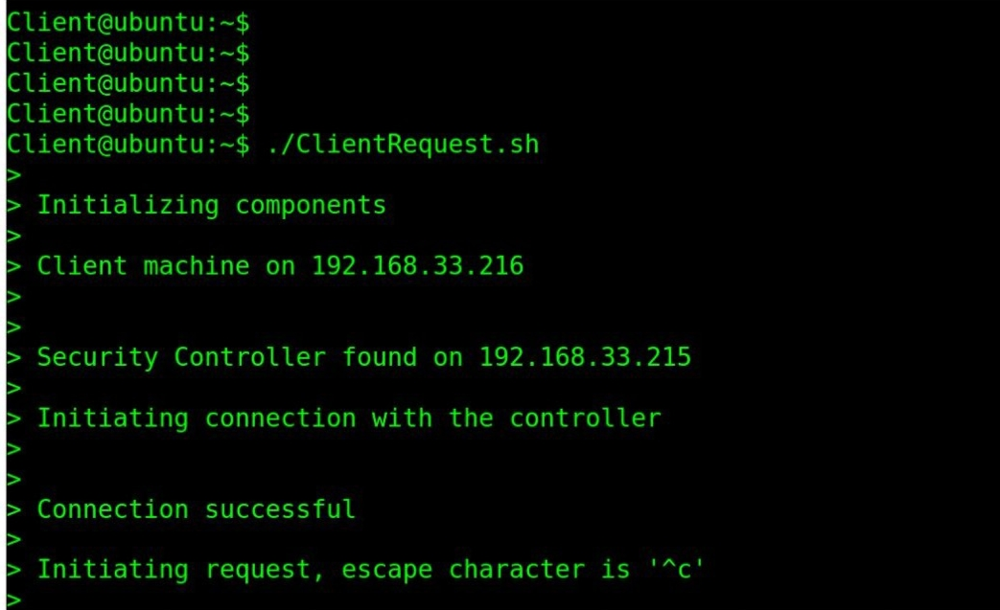 Client@ubuntu:~$
Client@ubuntu:~$
Client@ubuntu:~$
Client@ubuntu:~$
Client@ubuntu:~$ ./ClientRequest.sh
>
> Initializing components
>
> Client machine on 192.168.33.216
>
>
> Security Controller found on 192.168.33.215
>
> Initiating connection with the controller
>
>
> Connection successful
>
> Initiating request, escape character is '^c'
>